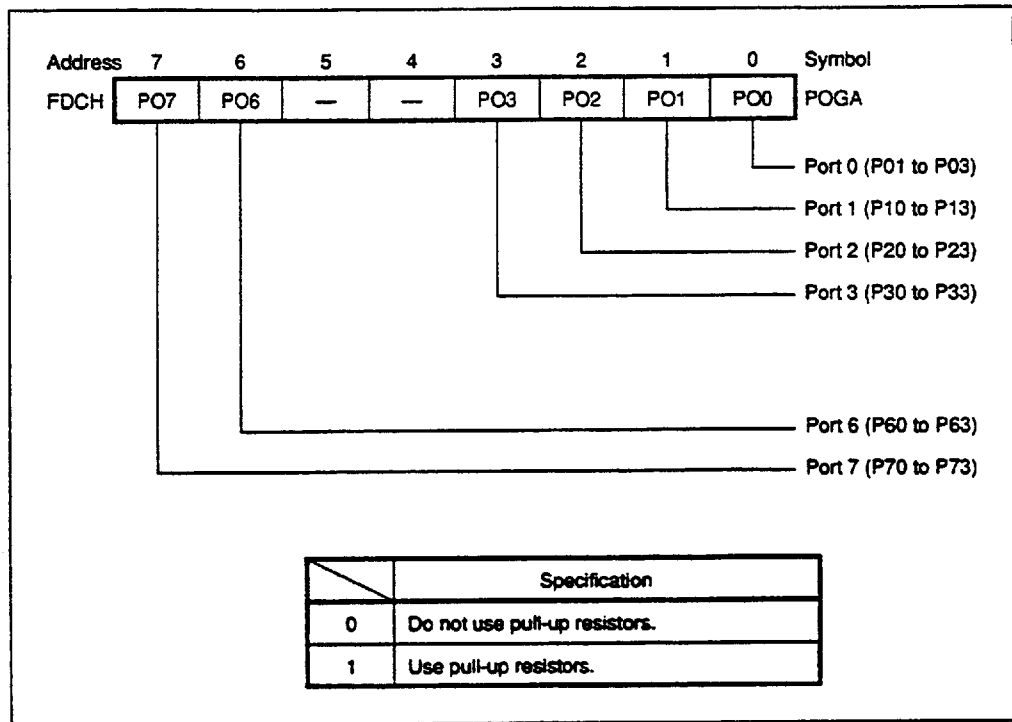 Address 7 6 5 4 3 2 1 0 Symbol
FDCH PO7 PO6 — — PO3 PO2 PO1 PO0 POGA
Port 0 (P01 to P03)
Port 1 (P10 to P13)
Port 2 (P20 to P23)
Port 3 (P30 to P33)
Port 6 (P60 to P63)
Port 7 (P70 to P73)
Specification
0 Do not use pull-up resistors.
1 Use pull-up resistors.